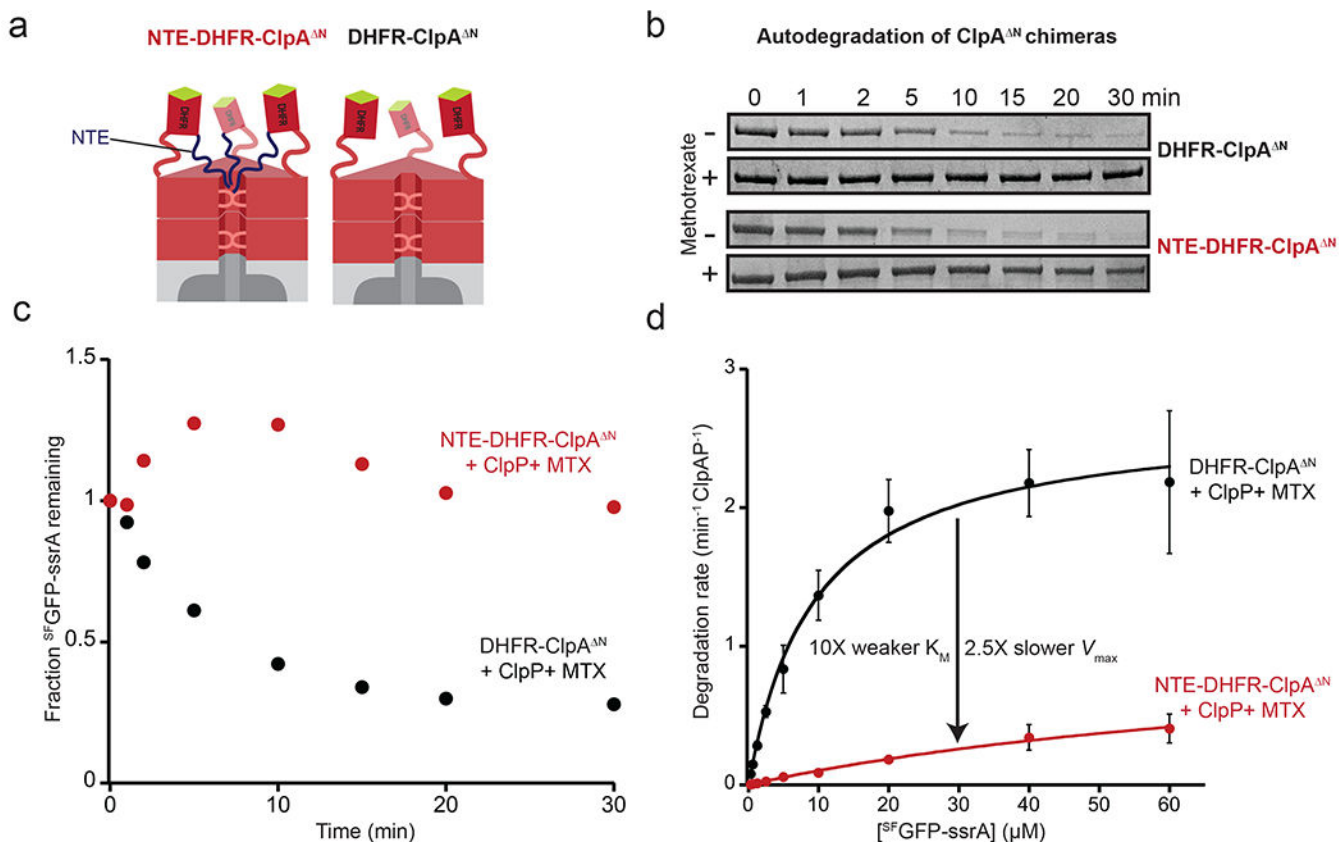 a
NTE-DHFR-ClpAΔN DHFR-ClpAΔN
DHFR DHFR DHFR DHFR DHFR DHFR
NTE
b
Autodegradation of ClpAΔN chimeras
0 1 2 5 10 15 20 30 min
Methotrexate
-
+
DHFR-ClpAΔN
-
+
NTE-DHFR-ClpAΔN
c
Fraction SFGFP-ssrA remaining
1.5
1
0.5
0
NTE-DHFR-ClpAΔN
+ ClpP+ MTX
DHFR-ClpAΔN
+ ClpP+ MTX
0 10 20 30
Time (min)
d
Degradation rate (min-1 ClpAP-1)
3
2
1
0
DHFR-ClpAΔN
+ ClpP+ MTX
10X weaker KM 2.5X slower Vmax
NTE-DHFR-ClpAΔN
+ ClpP+ MTX
0 10 20 30 40 50 60
[SFGFP-ssrA] (µM)